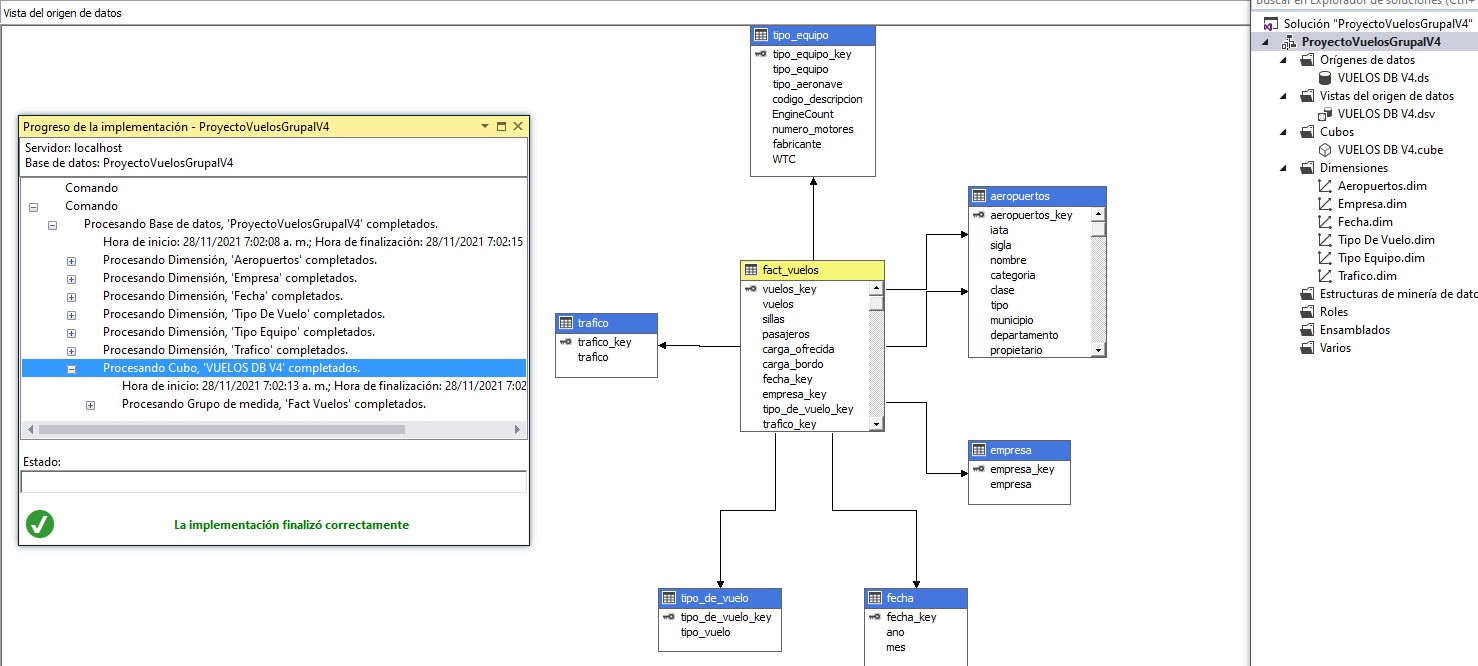 Vista del origen de datos
Progreso de la implementación - ProyectoVuelosGrupalV4
Servidor: localhost
Base de datos: ProyectoVuelosGrupalV4
Comando
Comando
Procesando Base de datos, 'ProyectoVuelosGrupalV4' completados.
Hora de inicio: 28/11/2021 7:02:08 a. m.; Hora de finalización: 28/11/2021 7:02:15
Procesando Dimensión, 'Aeropuertos' completados.
Procesando Dimensión, 'Empresa' completados.
Procesando Dimensión, 'Fecha' completados.
Procesando Dimensión, 'Tipo De Vuelo' completados.
Procesando Dimensión, 'Tipo Equipo' completados.
Procesando Dimensión, 'Trafico' completados.
Procesando Cubo, 'VUELOS DB V4' completados.
Hora de inicio: 28/11/2021 7:02:13 a. m.; Hora de finalización: 28/11/2021 7:02
Procesando Grupo de medida, 'Fact Vuelos' completados.
Estado:
La implementación finalizó correctamente
tipo_equipo
tipo_equipo_key
tipo_equipo
tipo_aeronave
codigo_descripcion
EngineCount
numero_motores
fabricante
WTC
aeropuertos
aeropuertos_key
iata
sigla
nombre
categoria
clase
tipo
municipio
departamento
propietario
fact_vuelos
vuelos_key
vuelos
sillas
pasajeros
carga_ofrecida
carga_bordo
fecha_key
empresa_key
tipo_de_vuelo_key
trafico_key
trafico
trafico_key
trafico
empresa
empresa_key
empresa
tipo_de_vuelo
tipo_de_vuelo_key
tipo_vuelo
fecha
fecha_key
ano
mes
Buscar en Explorador de soluciones (Ctrl+
Solución "ProyectoVuelosGrupalV4"
ProyectoVuelosGrupalV4
Orígenes de datos
VUELOS DB V4.ds
Vistas del origen de datos
VUELOS DB V4.dsv
Cubos
VUELOS DB V4.cube
Dimensiones
Aeropuertos.dim
Empresa.dim
Fecha.dim
Tipo De Vuelo.dim
Tipo Equipo.dim
Trafico.dim
Estructuras de minería de dato
Roles
Ensamblados
Varios